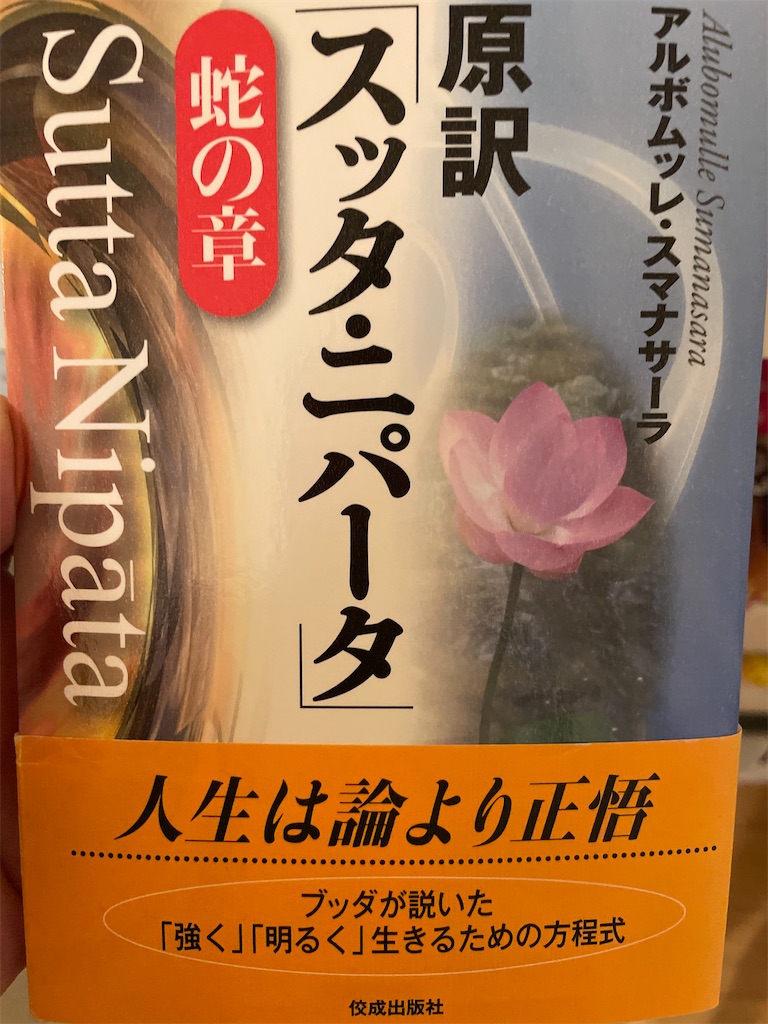 Alubomulle Sumanasara
アルボムッレ・スマナサーラ
原訳
「スッタ・ニパータ」
蛇の章
Sutta Nipāta
人生は論より正悟
ブッダが説いた
「強く」「明るく」生きるための方程式
佼成出版社